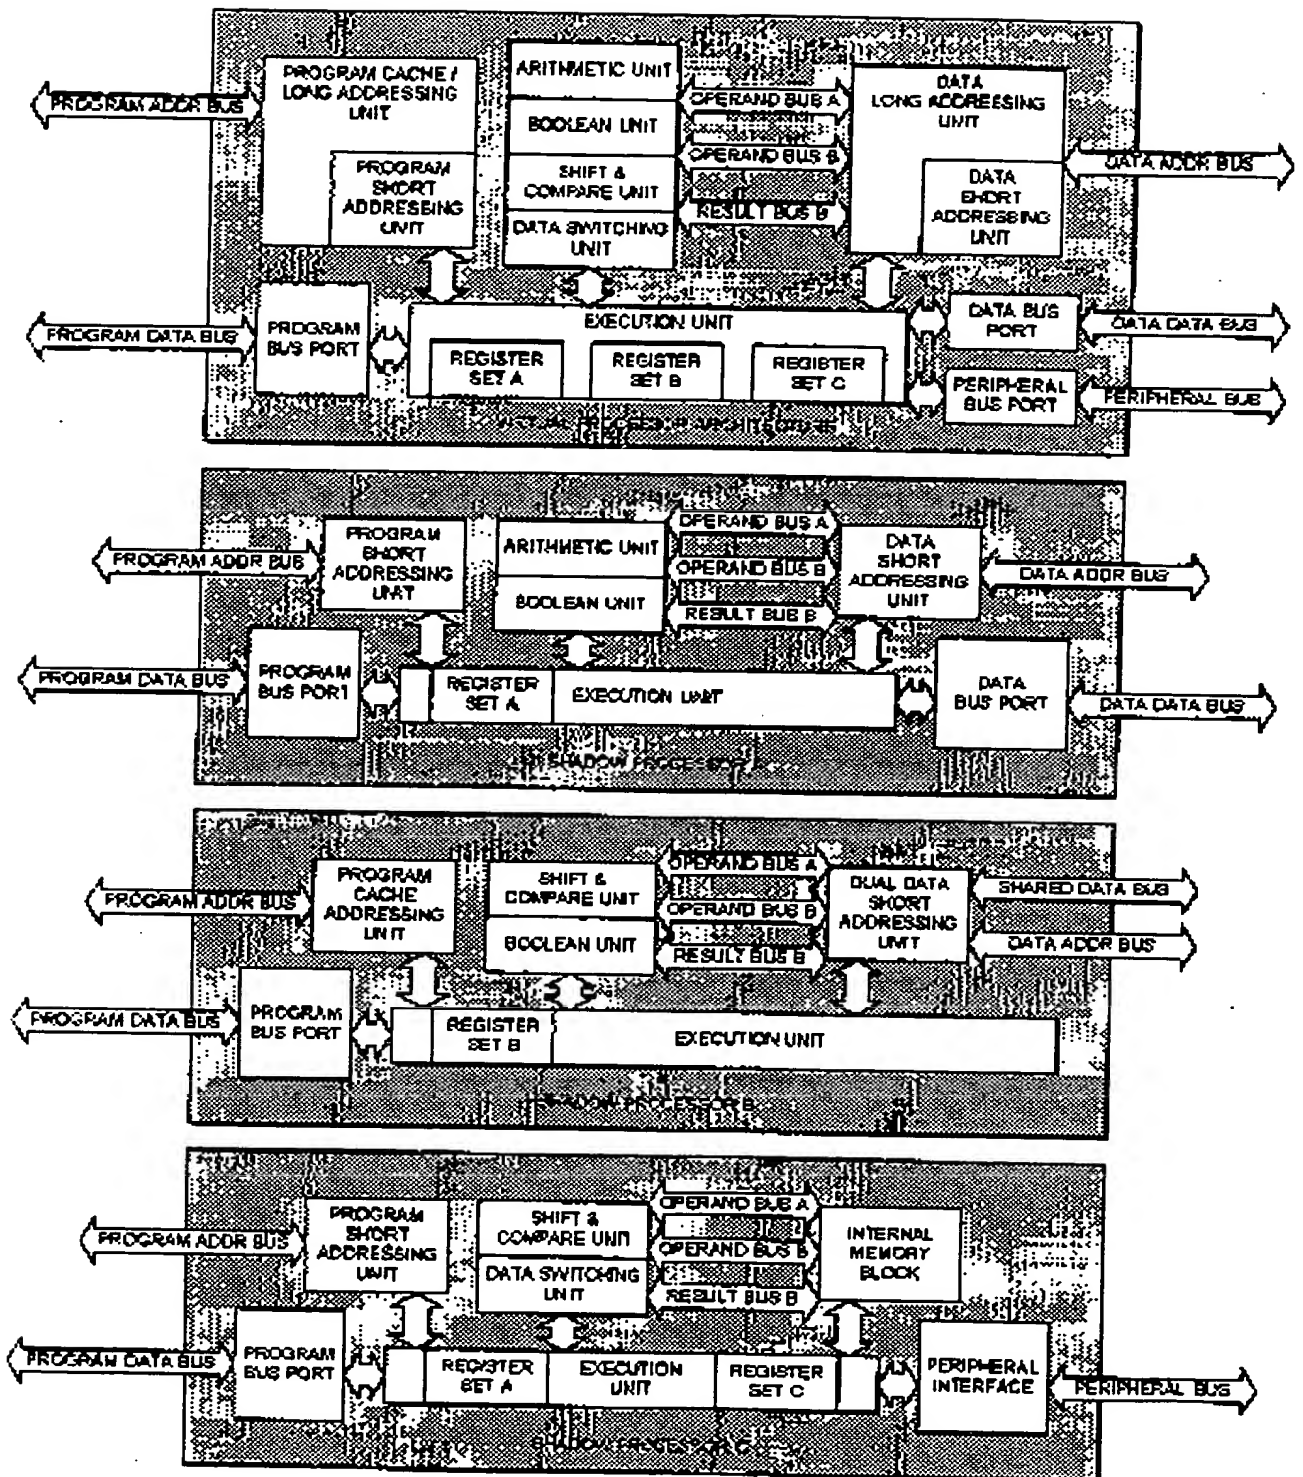 PROGRAM CACHE /
LONG ADDRESSING
UNIT
PROGRAM
SHORT
ADDRESSING
UNIT
PROGRAM ADDR BUS
ARITHMETIC UNIT
BOOLEAN UNIT
SHIFT &
COMPARE UNIT
DATA SWITCHING
UNIT
OPERAND BUS A
OPERAND BUS B
RESULT BUS B
DATA
LONG ADDRESSING
UNIT
DATA
SHORT
ADDRESSING
UNIT
DATA ADDR BUS
PROGRAM DATA BUS
PROGRAM
BUS PORT
EXECUTION UNIT
REGISTER
SET A
REGISTER
SET B
REGISTER
SET C
DATA BUS
PORT
DATA DATA BUS
PERIPHERAL
BUS PORT
PERIPHERAL BUS
VIRTUAL PROCESSOR ARCHITECTURE
PROGRAM ADDR BUS
PROGRAM
SHORT
ADDRESSING
UNIT
ARITHMETIC UNIT
BOOLEAN UNIT
OPERAND BUS A
OPERAND BUS B
RESULT BUS B
DATA
SHORT
ADDRESSING
UNIT
DATA ADDR BUS
PROGRAM DATA BUS
PROGRAM
BUS PORT
REGISTER
SET A
EXECUTION UNIT
DATA
BUS PORT
DATA DATA BUS
SHADOW PROCESSOR A
PROGRAM ADDR BUS
PROGRAM
CACHE
ADDRESSING
UNIT
SHIFT &
COMPARE UNIT
BOOLEAN UNIT
OPERAND BUS A
OPERAND BUS B
RESULT BUS B
DUAL DATA
SHORT
ADDRESSING
UNIT
SHARED DATA BUS
DATA ADDR BUS
PROGRAM DATA BUS
PROGRAM
BUS PORT
REGISTER
SET B
EXECUTION UNIT
SHADOW PROCESSOR B
PROGRAM ADDR BUS
PROGRAM
SHORT
ADDRESSING
UNIT
SHIFT &
COMPARE UNIT
DATA SWITCHING
UNIT
OPERAND BUS A
OPERAND BUS B
RESULT BUS B
INTERNAL
MEMORY
BLOCK
PROGRAM DATA BUS
PROGRAM
BUS PORT
REGISTER
SET A
EXECUTION
UNIT
REGISTER
SET C
PERIPHERAL
INTERFACE
PERIPHERAL BUS
SHADOW PROCESSOR C